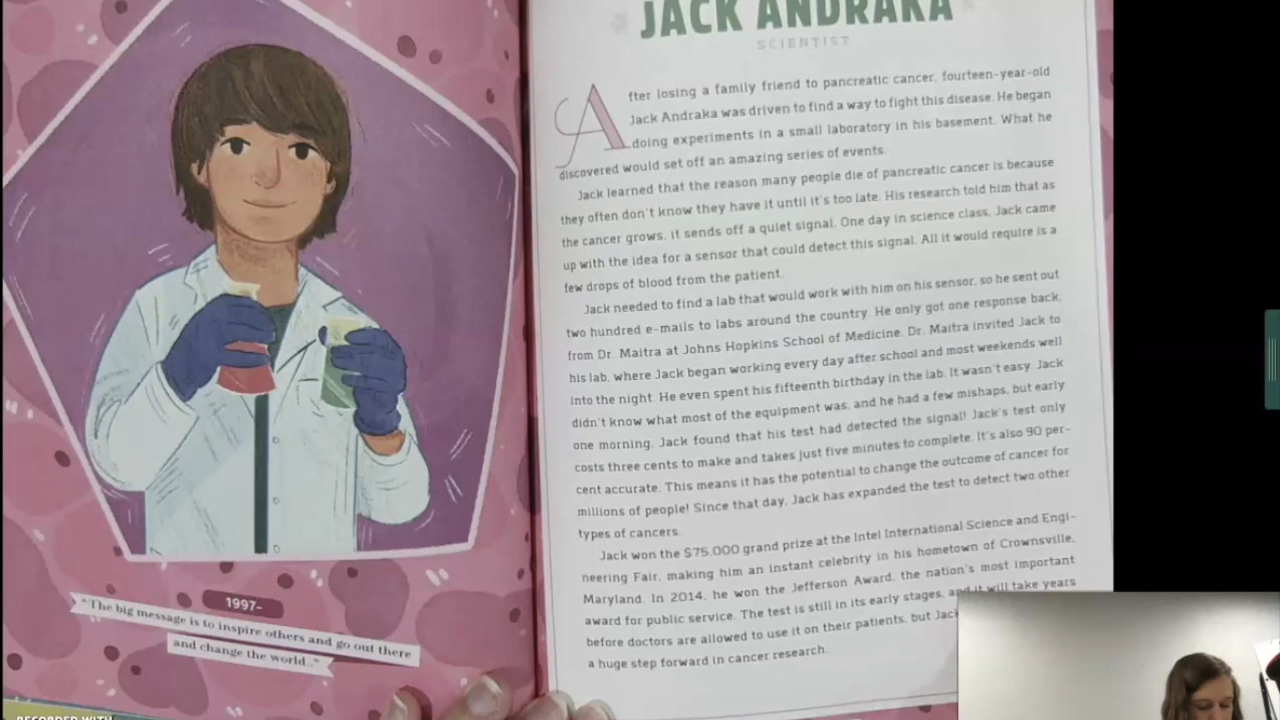 1997-
"The big message is to inspire others and go out there
and change the world..."
RECORDED WITH
JACK ANDRAKA
SCIENTIST
After losing a family friend to pancreatic cancer, fourteen-year-old
Jack Andraka was driven to find a way to fight this disease. He began
doing experiments in a small laboratory in his basement. What he
discovered would set off an amazing series of events.
Jack learned that the reason many people die of pancreatic cancer is because
they often don't know they have it until it's too late. His research told him that as
the cancer grows, it sends off a quiet signal. One day in science class, Jack came
up with the idea for a sensor that could detect this signal. All it would require is a
few drops of blood from the patient.
Jack needed to find a lab that would work with him on his sensor, so he sent out
two hundred e-mails to labs around the country. He only got one response back,
from Dr. Maitra at Johns Hopkins School of Medicine. Dr. Maitra invited Jack to
his lab, where Jack began working every day after school and most weekends well
into the night. He even spent his fifteenth birthday in the lab. It wasn't easy. Jack
didn't know what most of the equipment was, and he had a few mishaps, but early
one morning, Jack found that his test had detected the signal! Jack's test only
costs three cents to make and takes just five minutes to complete. It's also 90 per-
cent accurate. This means it has the potential to change the outcome of cancer for
millions of people! Since that day, Jack has expanded the test to detect two other
types of cancers.
Jack won the $75,000 grand prize at the Intel International Science and Engi-
neering Fair, making him an instant celebrity in his hometown of Crownsville,
Maryland. In 2014, he won the Jefferson Award, the nation's most important
award for public service. The test is still in its early stages, and it will take years
before doctors are allowed to use it on their patients, but Jack
a huge step forward in cancer research.